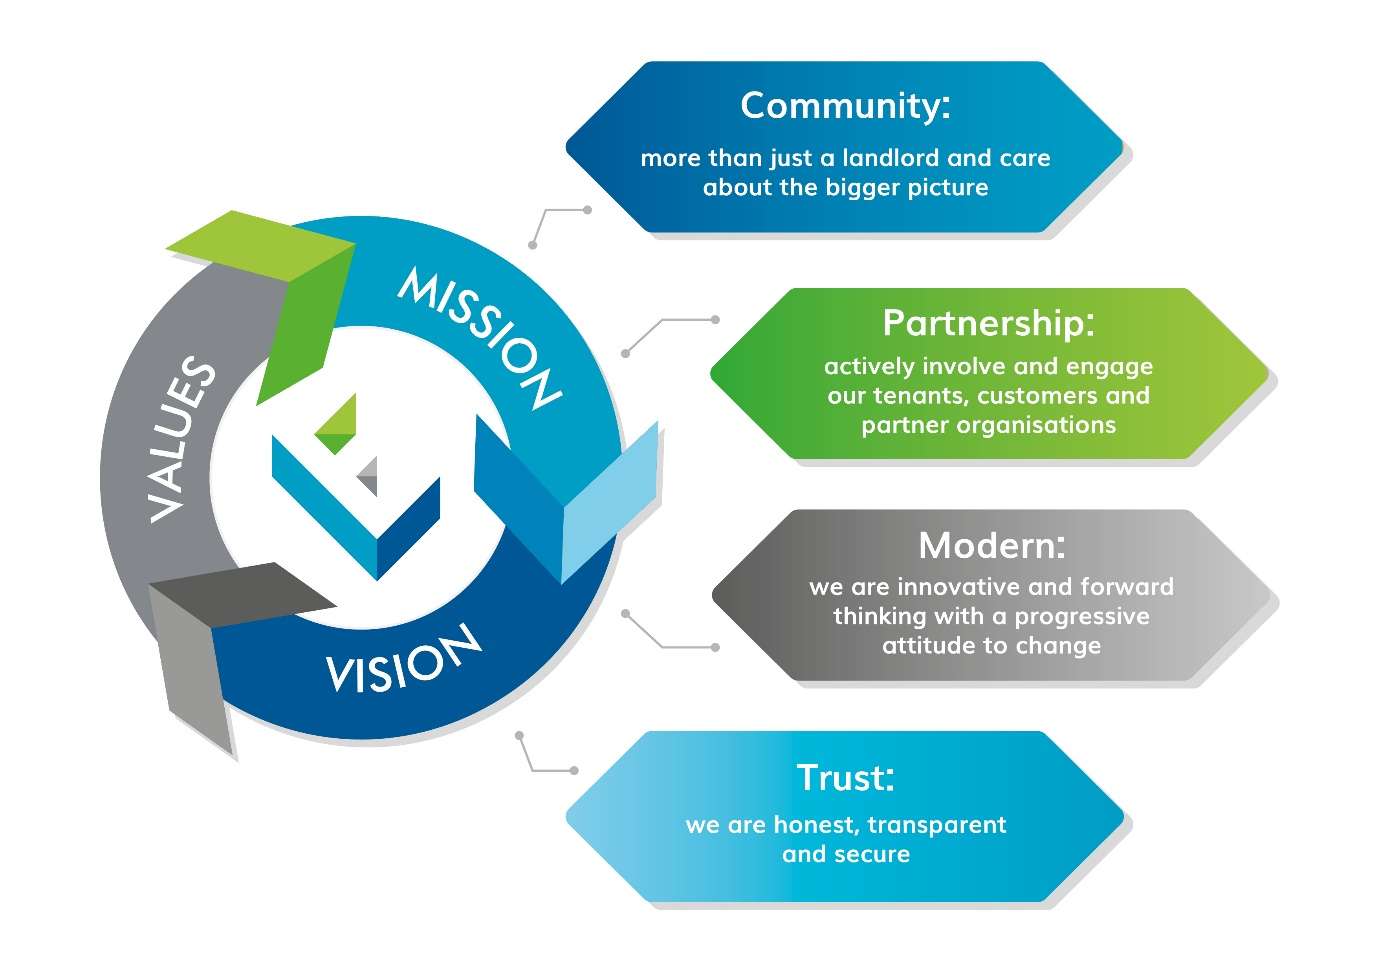 Community:
more than just a landlord and care
about the bigger picture
MISSION
Partnership:
actively involve and engage
our tenants, customers and
partner organisations
VALUES
Modern:
we are innovative and forward
thinking with a progressive
attitude to change
VISION
Trust:
we are honest, transparent
and secure